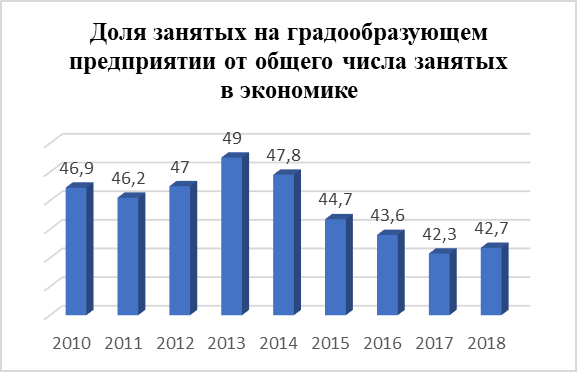 Доля занятых на градообразующем
предприятии от общего числа занятых
в экономике
46,9
46,2
47
49
47,8
44,7
43,6
42,3
42,7
2010 2011 2012 2013 2014 2015 2016 2017 2018